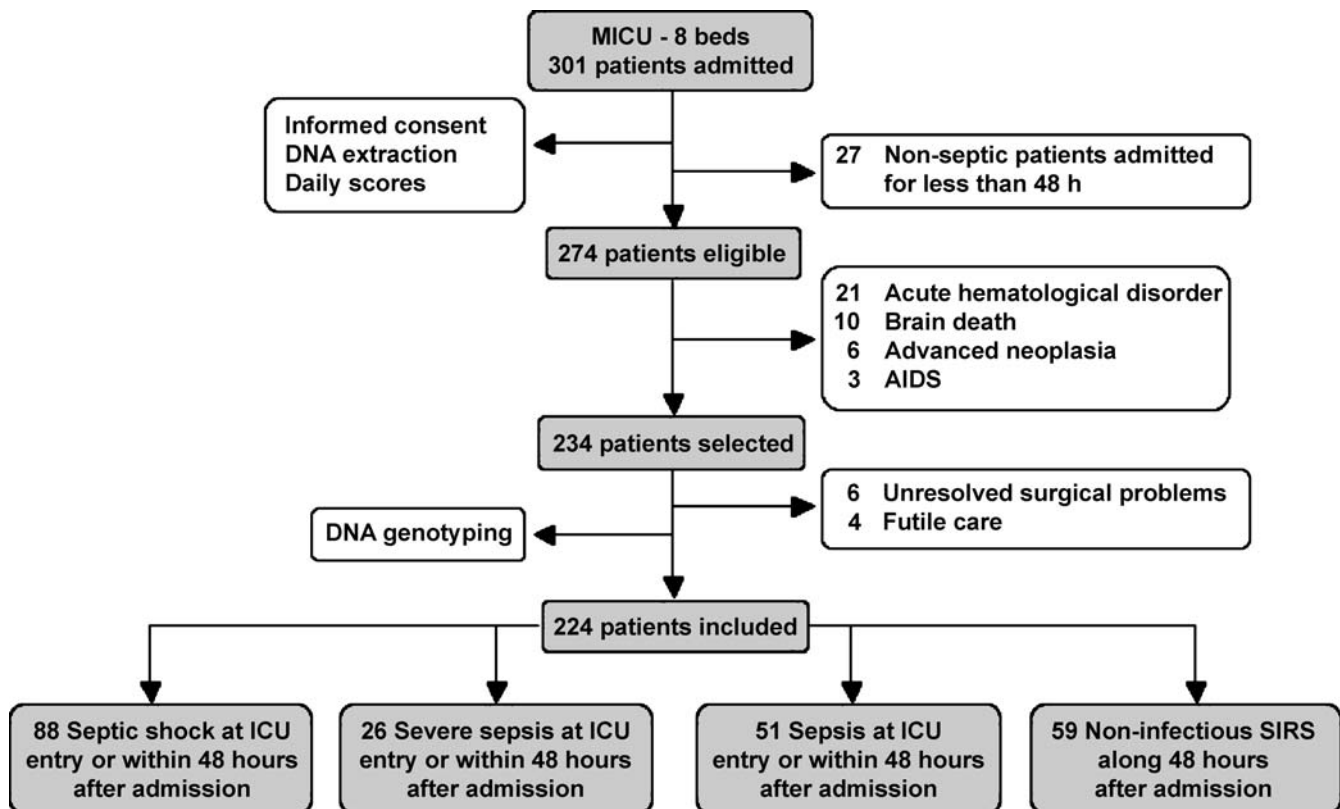 MICU - 8 beds
301 patients admitted
Informed consent
DNA extraction
Daily scores
27 Non-septic patients admitted
for less than 48 h
274 patients eligible
21 Acute hematological disorder
10 Brain death
6 Advanced neoplasia
3 AIDS
234 patients selected
6 Unresolved surgical problems
4 Futile care
DNA genotyping
224 patients included
88 Septic shock at ICU
entry or within 48 hours
after admission
26 Severe sepsis at ICU
entry or within 48 hours
after admission
51 Sepsis at ICU
entry or within 48 hours
after admission
59 Non-infectious SIRS
along 48 hours
after admission